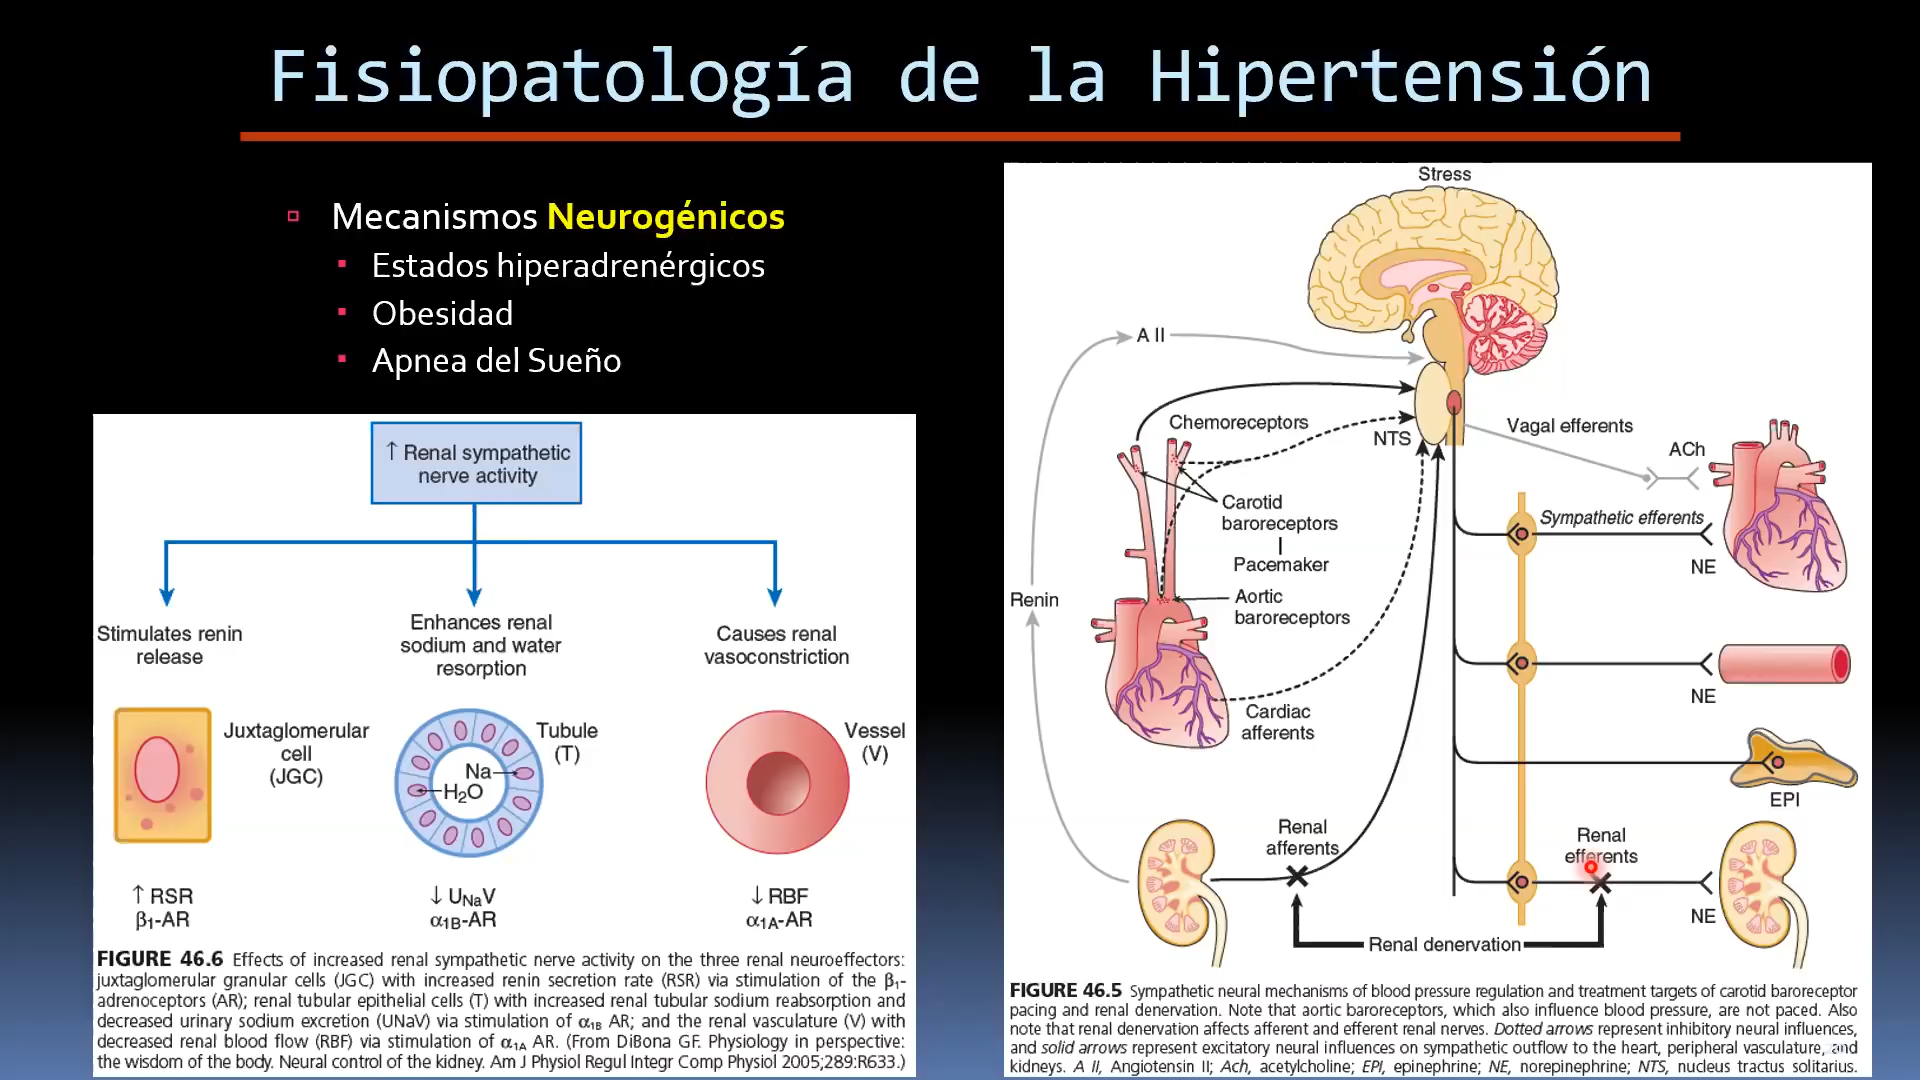 Fisiopatología de la Hipertensión
Mecanismos Neurogénicos
Estados hiperadrenérgicos
Obesidad
Apnea del Sueño
↑ Renal sympathetic
nerve activity
Stimulates renin
release
Enhances renal
sodium and water
resorption
Causes renal
vasoconstriction
Juxtaglomerular
cell
(JGC)
Tubule
(T)
Na
H₂O
Vessel
(V)
↑ RSR
β₁-AR
↓ UNaV
α1B-AR
↓ RBF
α1A-AR
FIGURE 46.6 Effects of increased renal sympathetic nerve activity on the three renal neuroeffectors:
juxtaglomerular granular cells (JGC) with increased renin secretion rate (RSR) via stimulation of the β₁-
adrenoceptors (AR); renal tubular epithelial cells (T) with increased renal tubular sodium reabsorption and
decreased urinary sodium excretion (UNaV) via stimulation of α1B AR; and the renal vasculature (V) with
decreased renal blood flow (RBF) via stimulation of α1A AR. (From DiBona GF. Physiology in perspective:
the wisdom of the body. Neural control of the kidney. Am J Physiol Regul Integr Comp Physiol 2005;289:R633.)
Stress
A II
Chemoreceptors
NTS
Vagal efferents
ACh
Carotid
baroreceptors
Pacemaker
Sympathetic efferents
NE
Renin
Aortic
baroreceptors
NE
Cardiac
afferents
EPI
Renal
afferents
Renal
efferents
NE
Renal denervation
FIGURE 46.5 Sympathetic neural mechanisms of blood pressure regulation and treatment targets of carotid baroreceptor
pacing and renal denervation. Note that aortic baroreceptors, which also influence blood pressure, are not paced. Also
note that renal denervation affects afferent and efferent renal nerves. Dotted arrows represent inhibitory neural influences,
and solid arrows represent excitatory neural influences on sympathetic outflow to the heart, peripheral vasculature, and
kidneys. A II, Angiotensin II; Ach, acetylcholine; EPI, epinephrine; NE, norepinephrine; NTS, nucleus tractus solitarius.